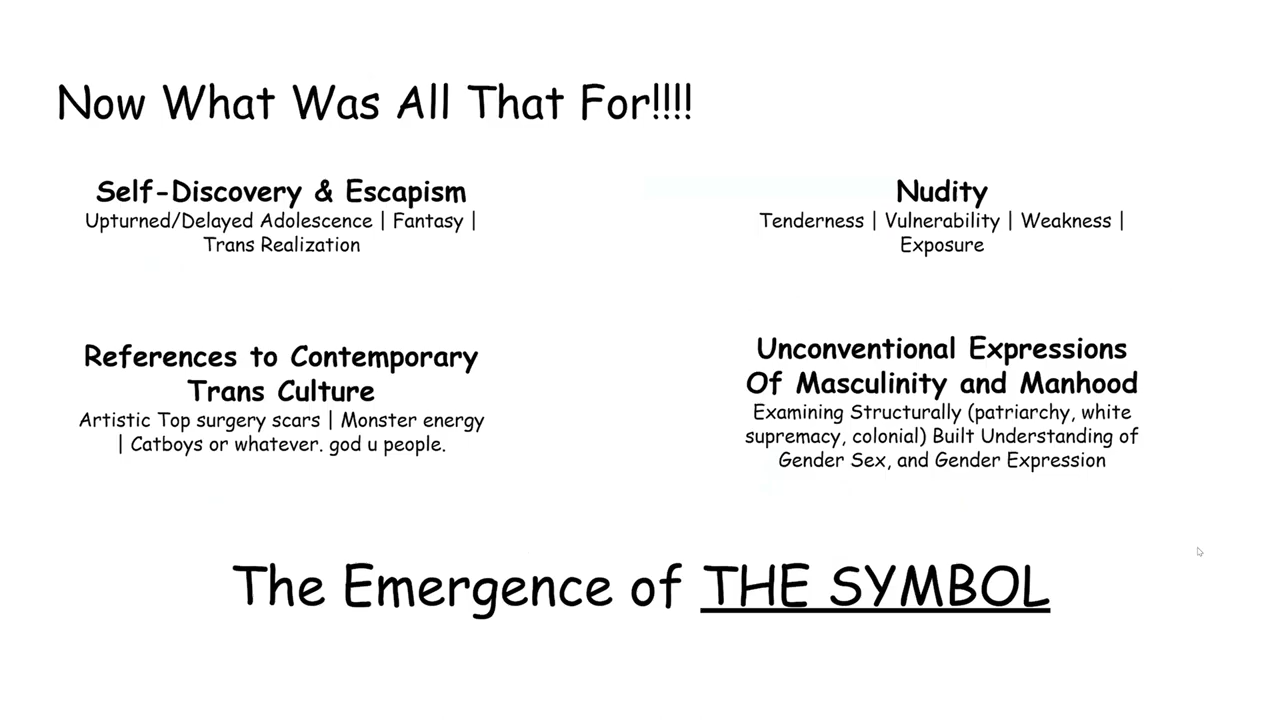 Now What Was All That For!!!!
Self-Discovery & Escapism
Upturned/Delayed Adolescence | Fantasy |
Trans Realization
Nudity
Tenderness | Vulnerability | Weakness |
Exposure
References to Contemporary
Trans Culture
Artistic Top surgery scars | Monster energy
| Catboys or whatever. god u people.
Unconventional Expressions
Of Masculinity and Manhood
Examining Structurally (patriarchy, white
supremacy, colonial) Built Understanding of
Gender Sex, and Gender Expression
The Emergence of THE SYMBOL